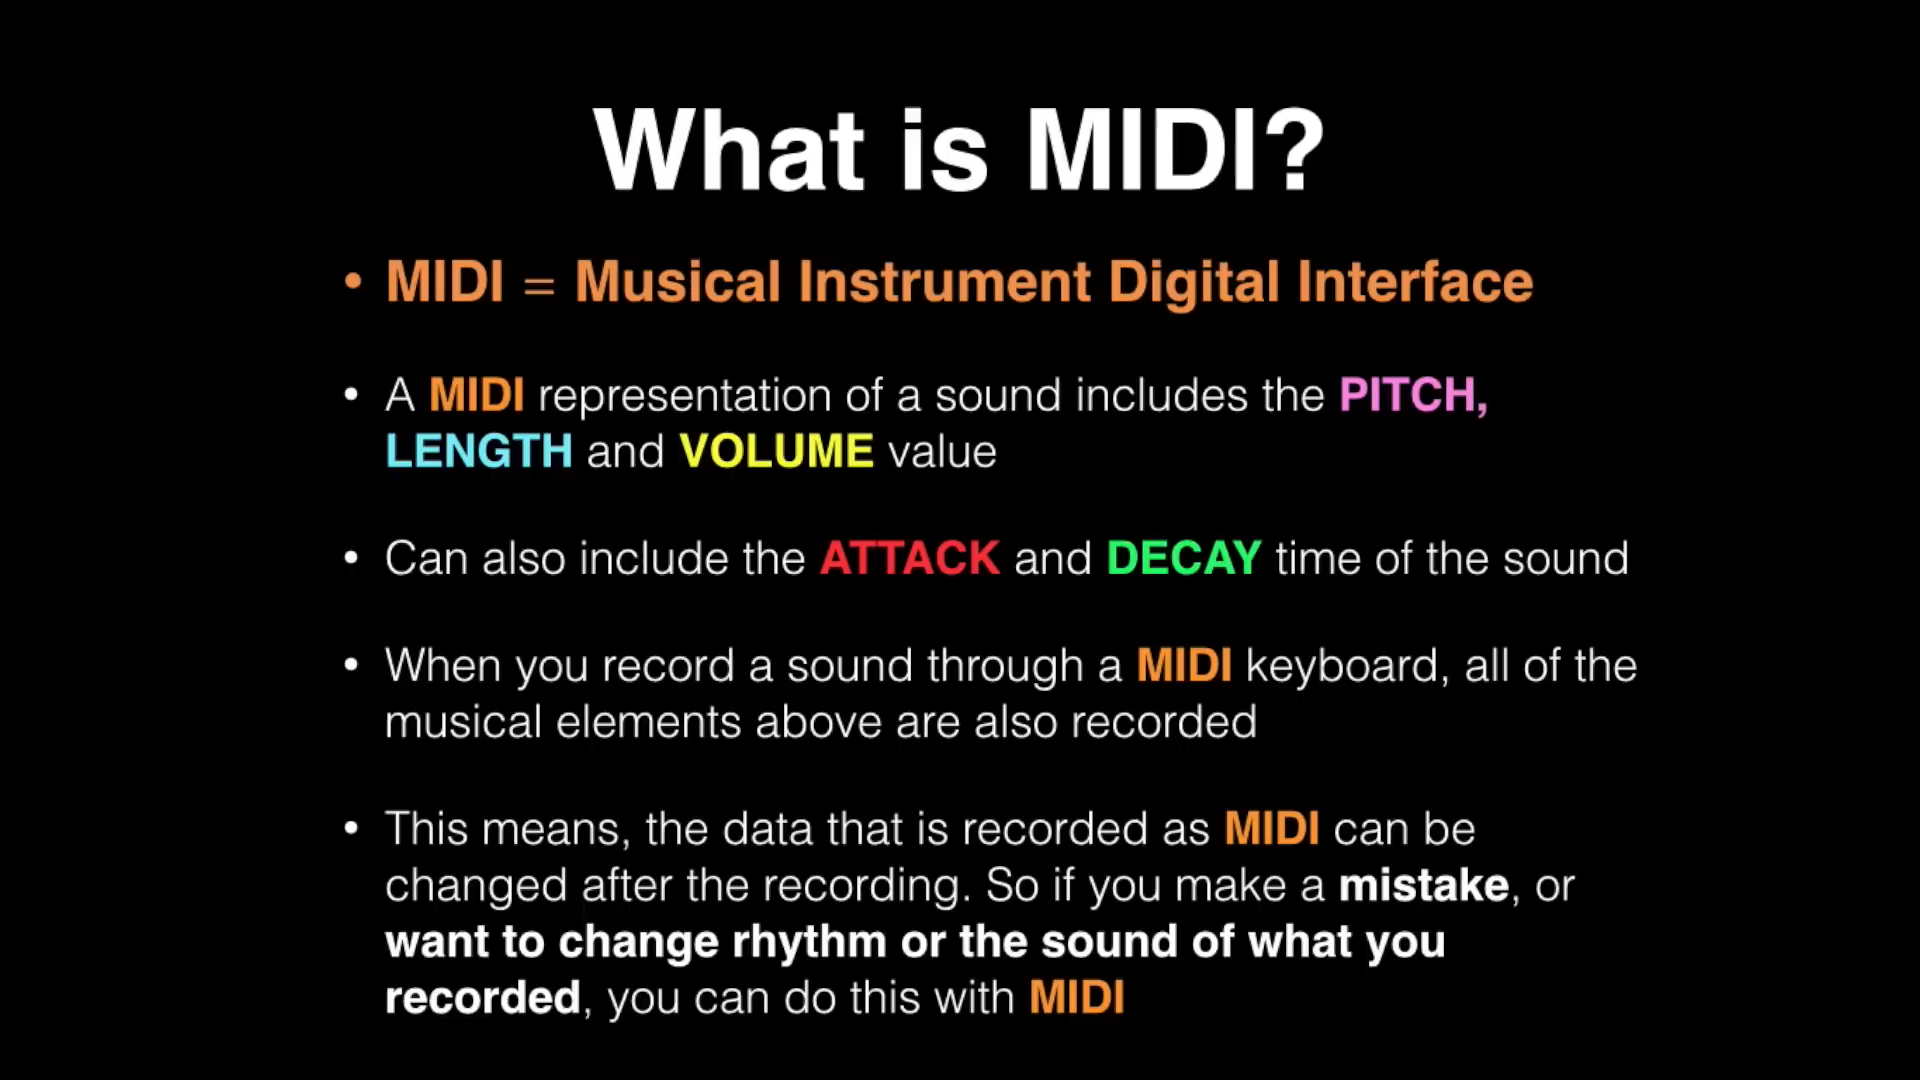 What is MIDI?
• MIDI = Musical Instrument Digital Interface
• A MIDI representation of a sound includes the PITCH,
LENGTH and VOLUME value
• Can also include the ATTACK and DECAY time of the sound
• When you record a sound through a MIDI keyboard, all of the
musical elements above are also recorded
• This means, the data that is recorded as MIDI can be
changed after the recording. So if you make a mistake, or
want to change rhythm or the sound of what you
recorded, you can do this with MIDI